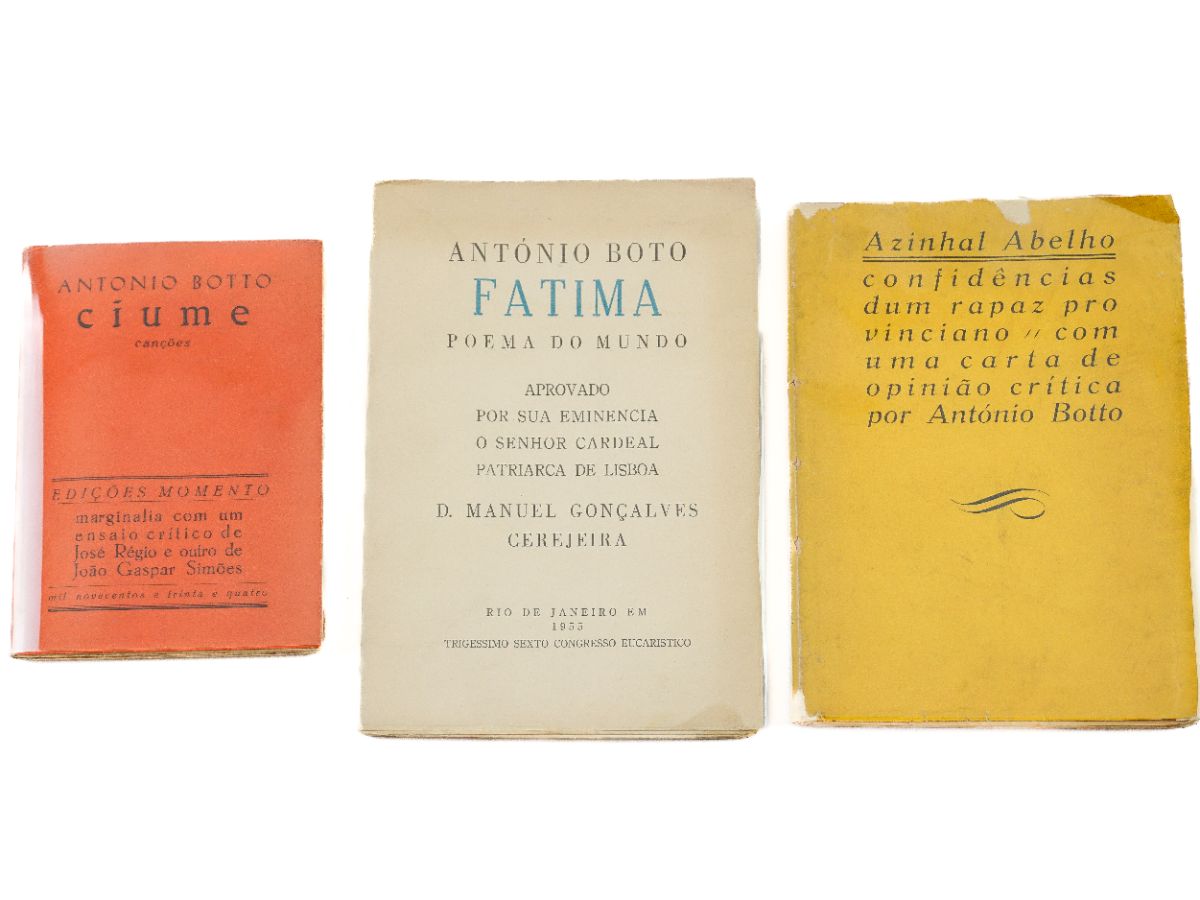 ANTONIO BOTTO
ciume
canções
EDIÇÕES MOMENTO
marginalia com um
ensaio crítico de
José Régio e outro de
João Gaspar Simões
mil novecentos e trinta e quatro
ANTÓNIO BOTO
FATIMA
POEMA DO MUNDO
APROVADO
POR SUA EMINENCIA
O SENHOR CARDEAL
PATRIARCA DE LISBOA
D. MANUEL GONÇALVES
CEREJEIRA
RIO DE JANEIRO EM
1955
TRIGESSIMO SEXTO CONGRESSO EUCARISTICO
Azinhal Abelho
confidências
dum rapaz pro
vinciano // com
uma carta de
opinião crítica
por António Botto